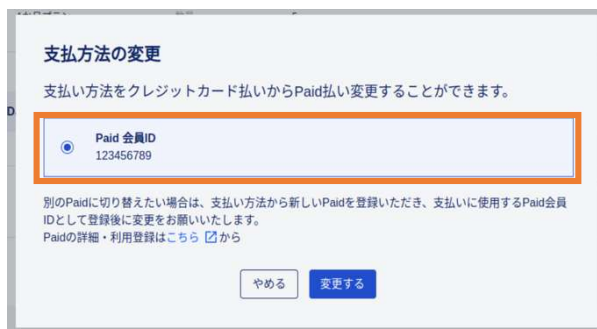 支払方法の変更
支払い方法をクレジットカード払いからPaid払い変更することができます。
D
Paid 会員ID
123456789
別のPaidに切り替えたい場合は、支払い方法から新しいPaidを登録いただき、支払いに使用するPaid会員
IDとして登録後に変更をお願いいたします。
Paidの詳細・利用登録はこちら から
やめる
変更する